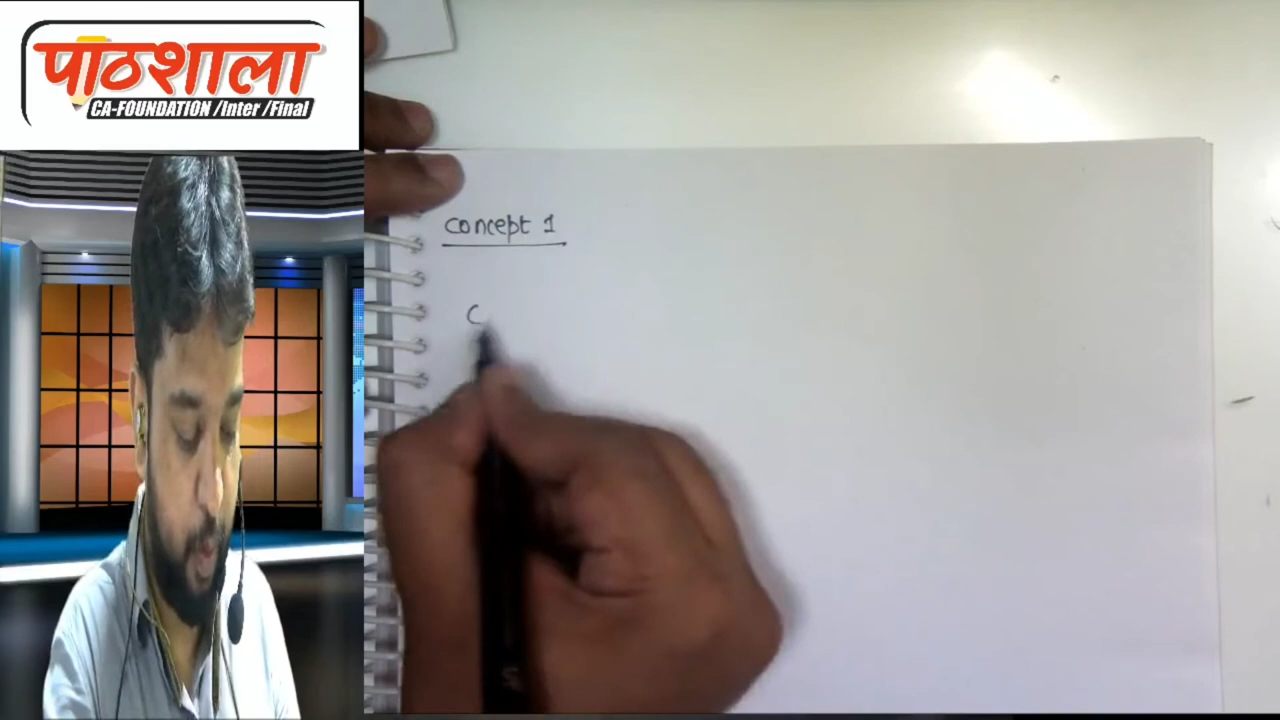 पाठशाला
CA-FOUNDATION /Inter /Final
Concept 1
C